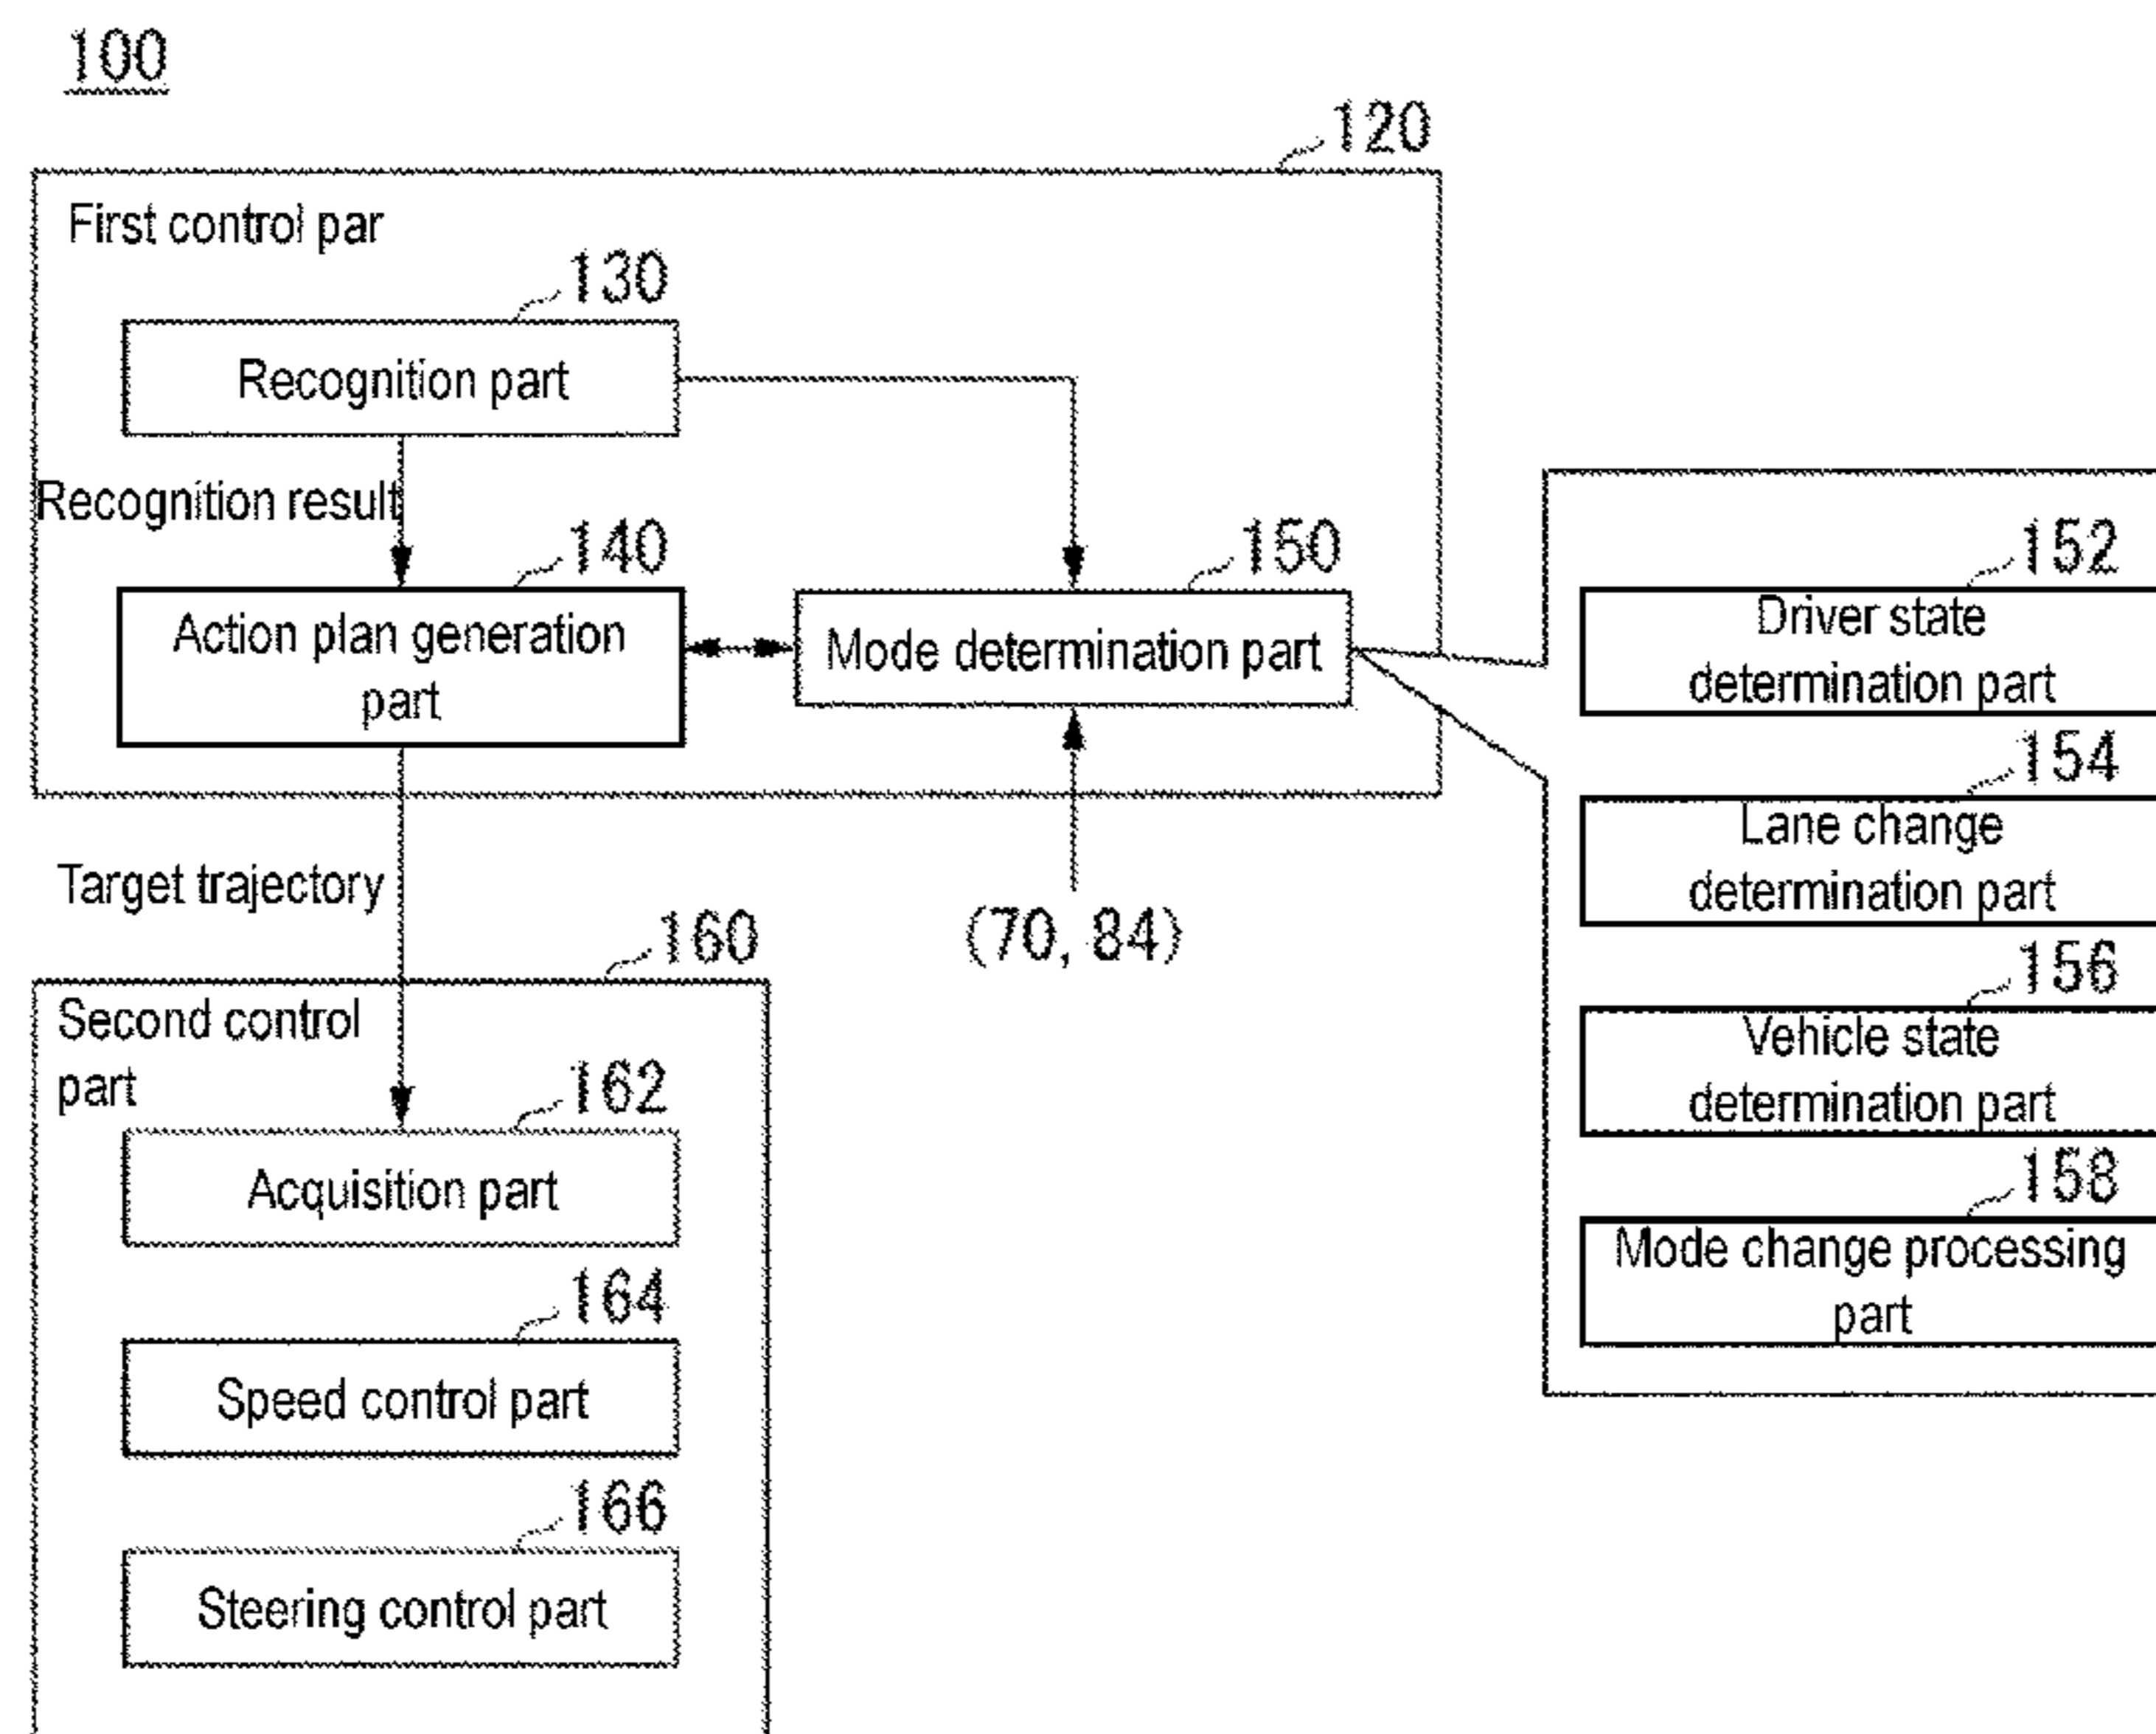 100
120
First control par
130
Recognition part
Recognition result
140
150
Action plan generation
part
Mode determination part
152
Driver state
determination part
154
Lane change
determination part
156
Vehicle state
determination part
158
Mode change processing
part
Target trajectory
(70, 84)
160
Second control
part
162
Acquisition part
164
Speed control part
166
Steering control part